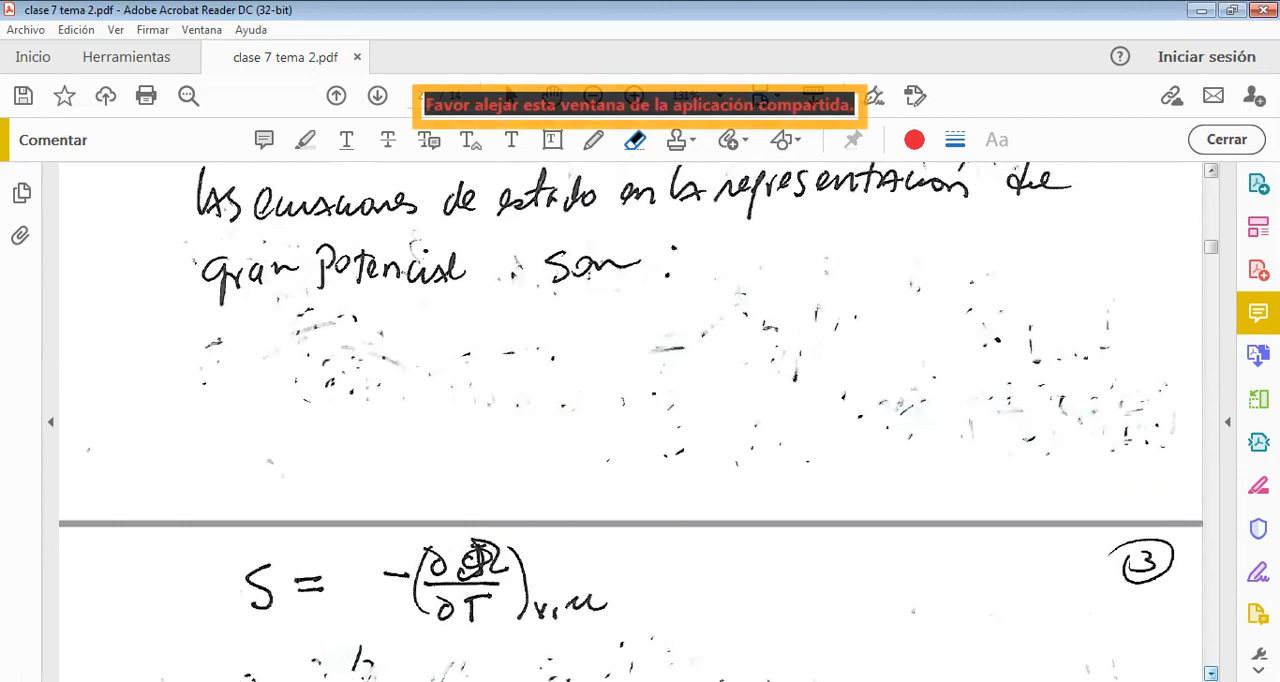 clase 7 tema 2.pdf - Adobe Acrobat Reader DC (32-bit)
Archivo Edición Ver Firmar Ventana Ayuda
Inicio Herramientas clase 7 tema 2.pdf × Iniciar sesión
Favor alejar esta ventana de la aplicación compartida.
Comentar Aa Cerrar
Las ecuaciones de estado en la representación de
gran potencial son :
3
S = -(∂Ω/∂T)V,μ